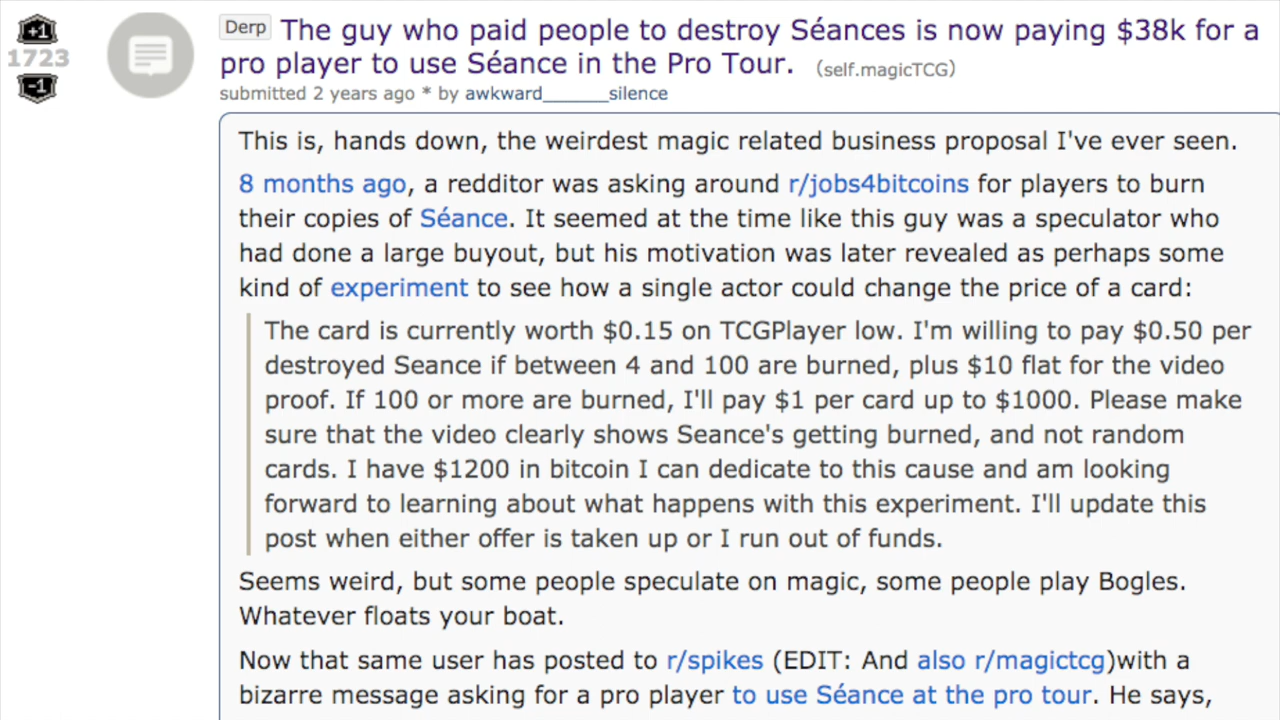 +1
1723
-1
Derp The guy who paid people to destroy Séances is now paying $38k for a
pro player to use Séance in the Pro Tour. (self.magicTCG)
submitted 2 years ago * by awkward_______silence
This is, hands down, the weirdest magic related business proposal I've ever seen.
8 months ago, a redditor was asking around r/jobs4bitcoins for players to burn
their copies of Séance. It seemed at the time like this guy was a speculator who
had done a large buyout, but his motivation was later revealed as perhaps some
kind of experiment to see how a single actor could change the price of a card:
The card is currently worth $0.15 on TCGPlayer low. I'm willing to pay $0.50 per
destroyed Seance if between 4 and 100 are burned, plus $10 flat for the video
proof. If 100 or more are burned, I'll pay $1 per card up to $1000. Please make
sure that the video clearly shows Seance's getting burned, and not random
cards. I have $1200 in bitcoin I can dedicate to this cause and am looking
forward to learning about what happens with this experiment. I'll update this
post when either offer is taken up or I run out of funds.
Seems weird, but some people speculate on magic, some people play Bogles.
Whatever floats your boat.
Now that same user has posted to r/spikes (EDIT: And also r/magictcg)with a
bizarre message asking for a pro player to use Séance at the pro tour. He says,